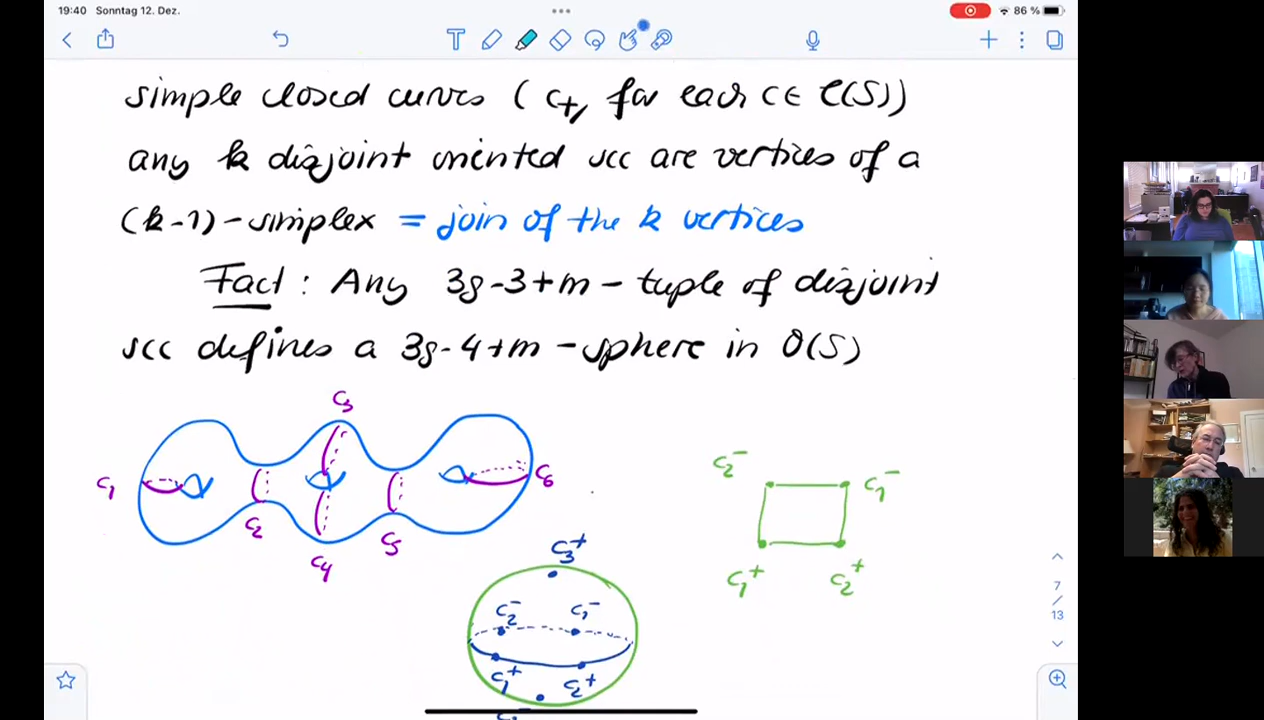 19:40 Sonntag 12. Dez.
86 %
simple closed curves ( c±, for each c ∈ C(S))
any k disjoint oriented scc are vertices of a
(k-1)-simplex = join of the k vertices
Fact : Any 3g-3+m - tuple of disjoint
scc defines a 3g-4+m - sphere in O(S)
c3
c1
c6
c2
c5
c4
c2⁻
c1⁻
c1⁺
c2⁺
c3⁺
c2⁻
c1⁻
c1⁺
c2⁺
7
/
13